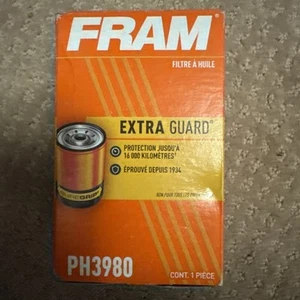 FRAM
FILTRE À HUILE
EXTRA GUARD®
PROTECTION JUSQU'À
16 000 KILOMÈTRES†
ÉPROUVÉ DEPUIS 1934
PH3980
CONT. 1 PIÈCE